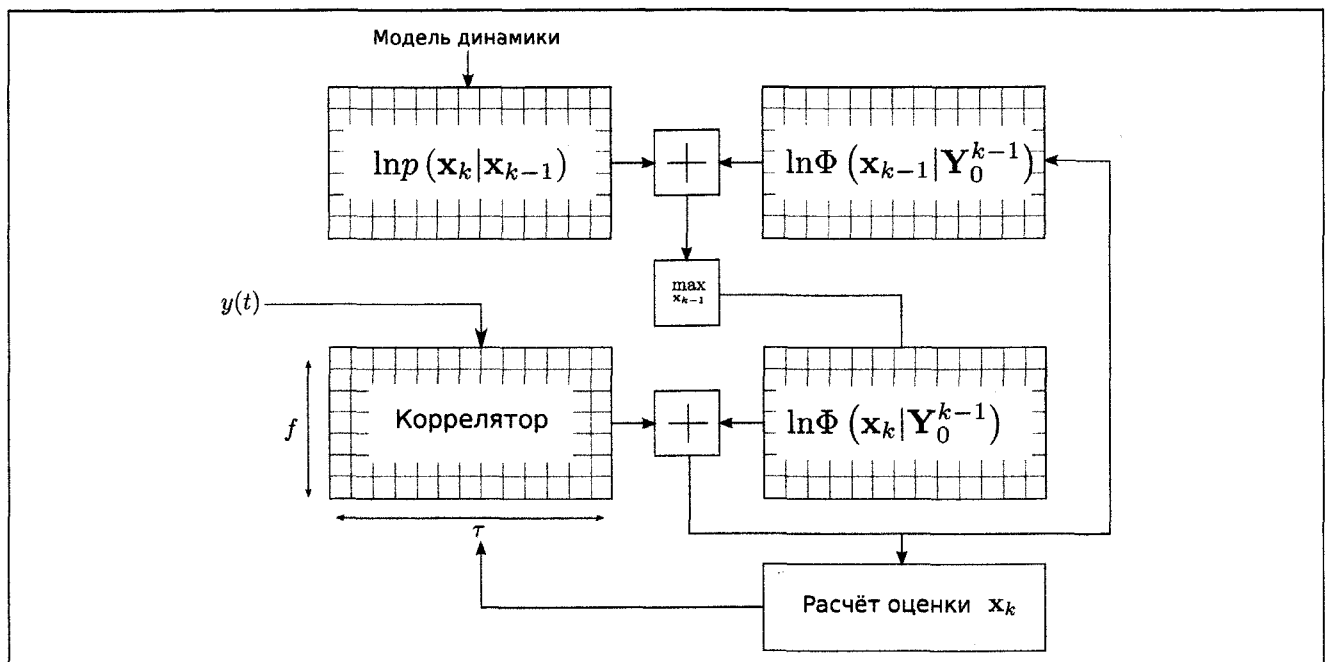 Модель динамики
lnp (x_k|x_{k-1})
+
lnΦ (x_{k-1}|Y_0^{k-1})
max
x_{k-1}
y(t)
f
Коррелятор
+
lnΦ (x_k|Y_0^{k-1})
τ
Расчёт оценки x_k